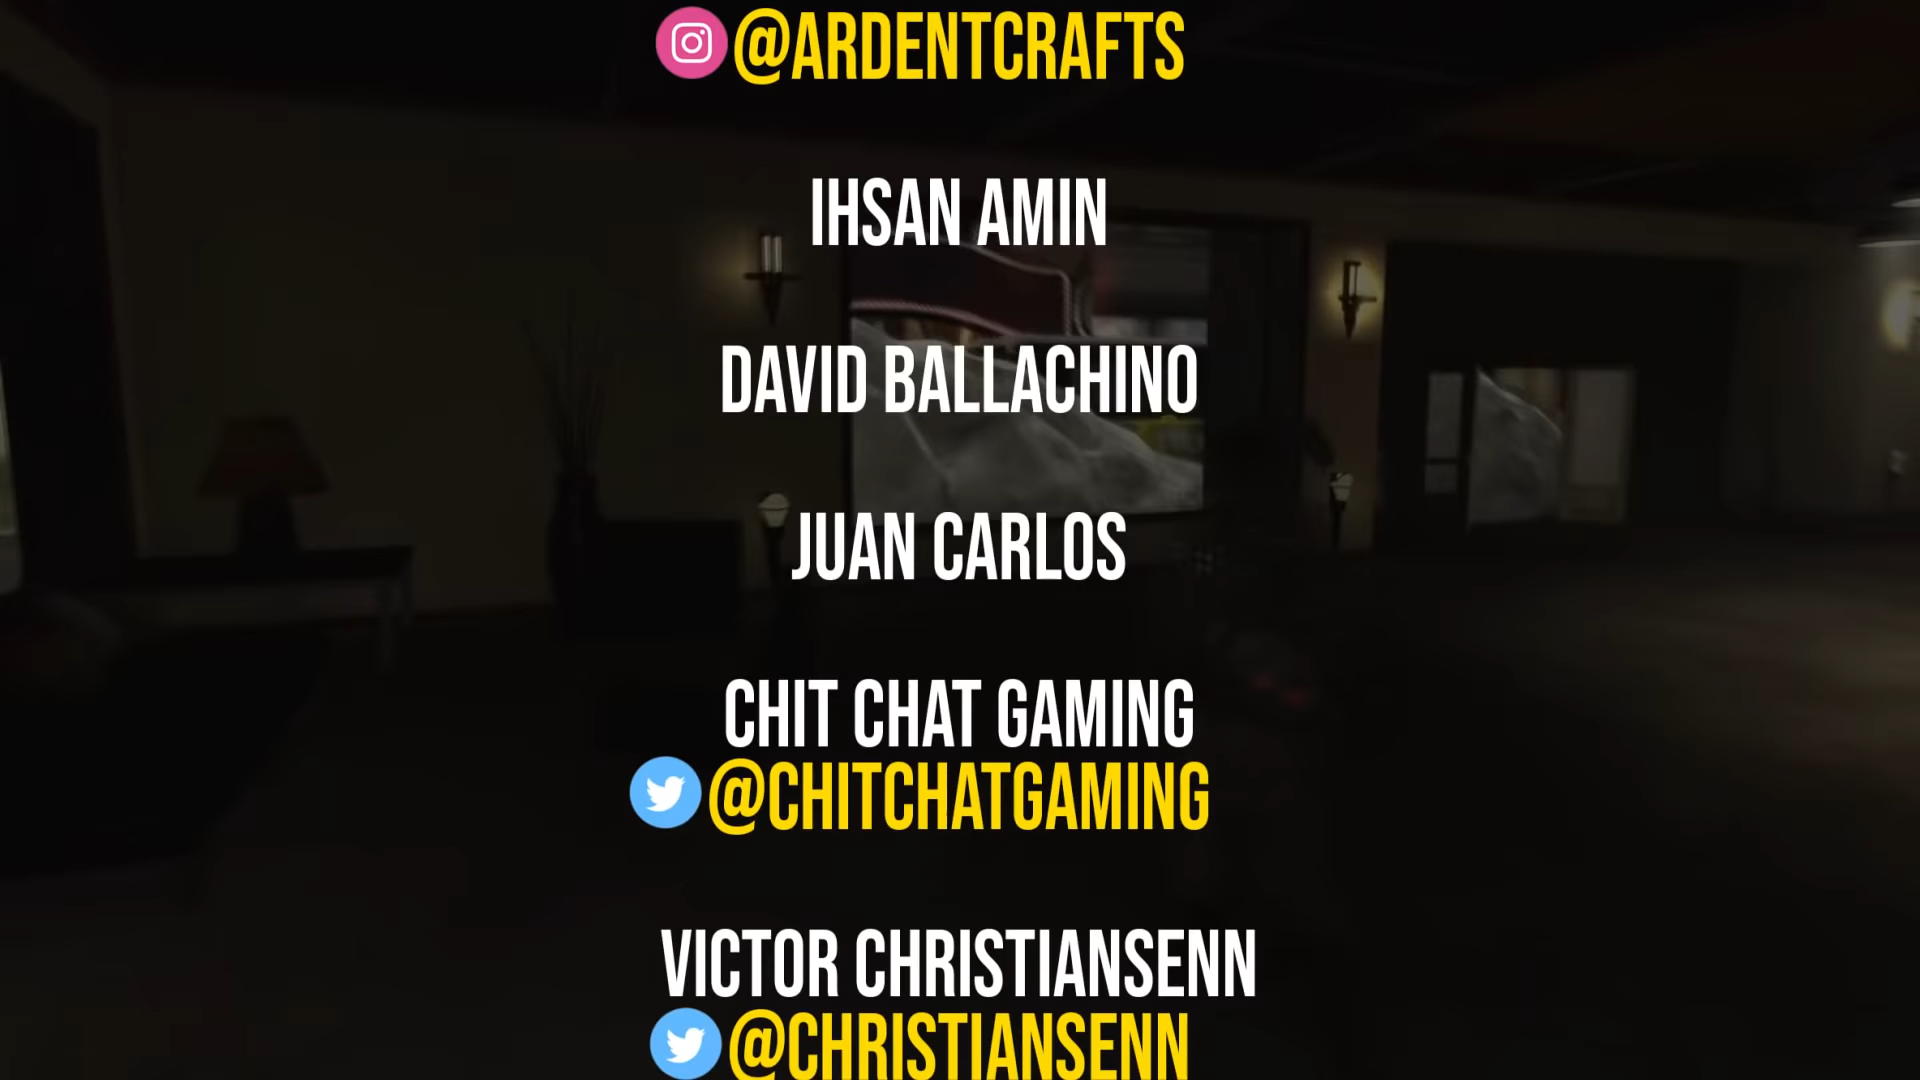 @ARDENTCRAFTS
IHSAN AMIN
DAVID BALLACHINO
JUAN CARLOS
CHIT CHAT GAMING
@CHITCHATGAMING
VICTOR CHRISTIANSENN
@CHRISTIANSENN